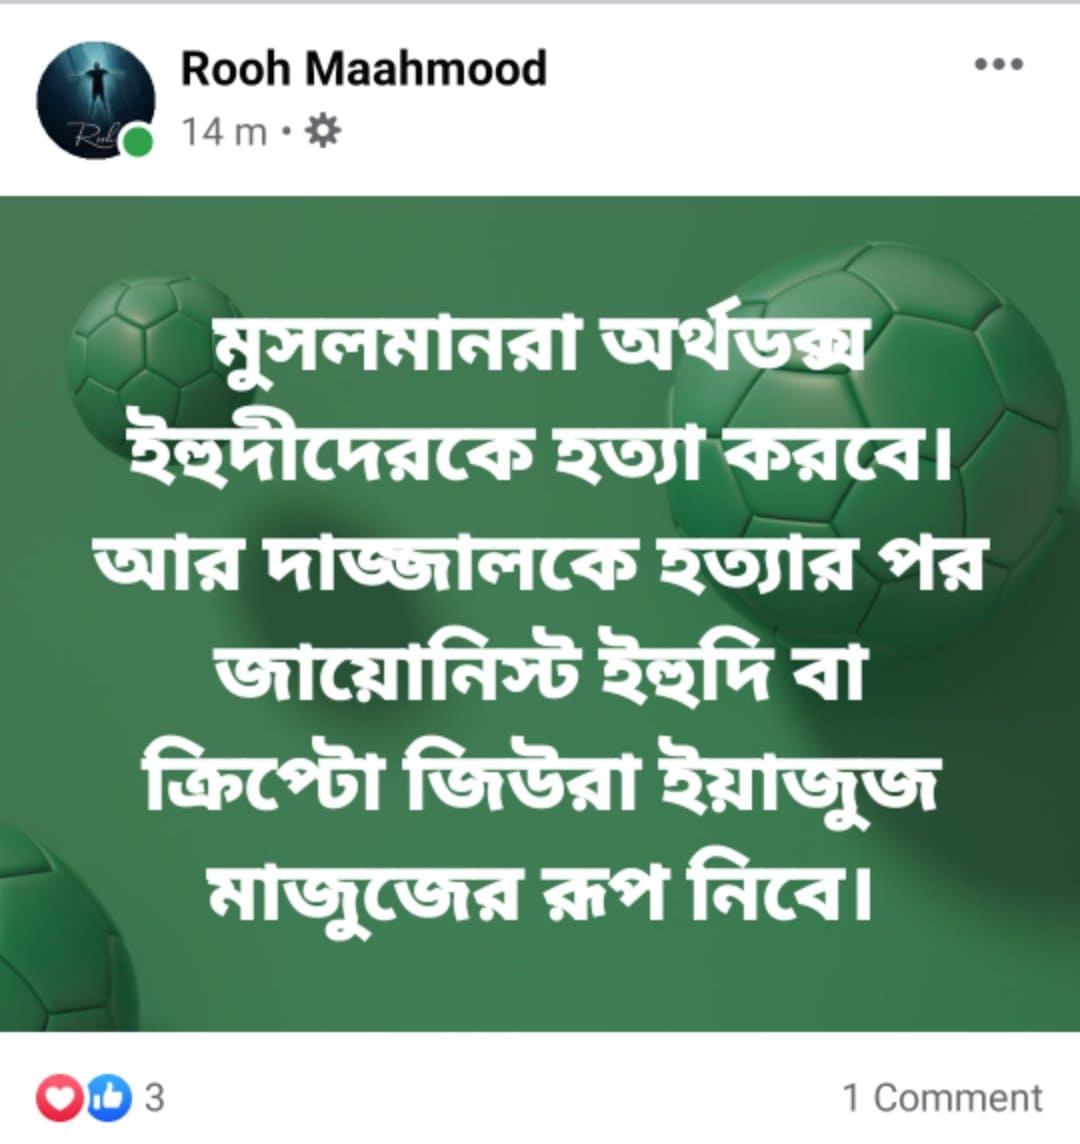 Rooh Maahmood
14 m
মুসলমানরা অর্থডক্স
ইহুদীদেরকে হত্যা করবে।
আর দাজ্জালকে হত্যার পর
জায়োনিস্ট ইহুদি বা
ক্রিপ্টো জিউরা ইয়াজুজ
মাজুজের রূপ নিবে।
3
1 Comment